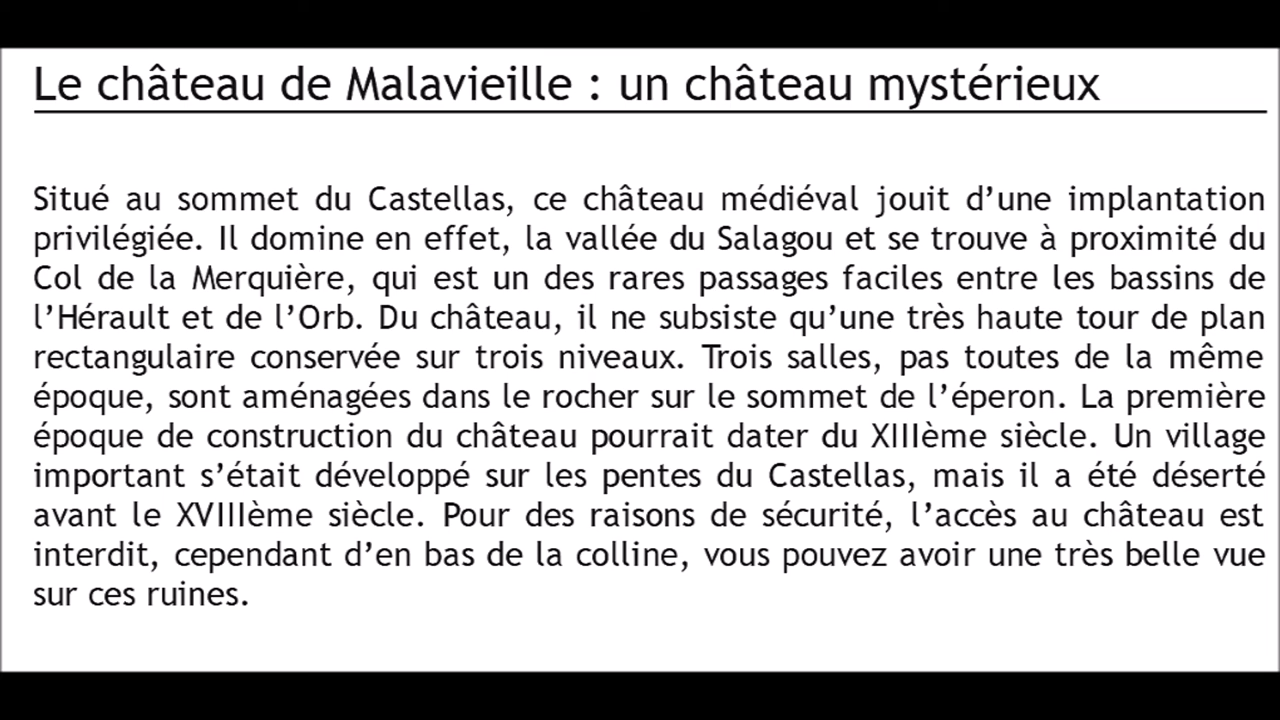 Le château de Malavieille : un château mystérieux
Situé au sommet du Castellas, ce château médiéval jouit d’une implantation
privilégiée. Il domine en effet, la vallée du Salagou et se trouve à proximité du
Col de la Merquière, qui est un des rares passages faciles entre les bassins de
l’Hérault et de l’Orb. Du château, il ne subsiste qu’une très haute tour de plan
rectangulaire conservée sur trois niveaux. Trois salles, pas toutes de la même
époque, sont aménagées dans le rocher sur le sommet de l’éperon. La première
époque de construction du château pourrait dater du XIIIème siècle. Un village
important s’était développé sur les pentes du Castellas, mais il a été déserté
avant le XVIIIème siècle. Pour des raisons de sécurité, l’accès au château est
interdit, cependant d’en bas de la colline, vous pouvez avoir une très belle vue
sur ces ruines.